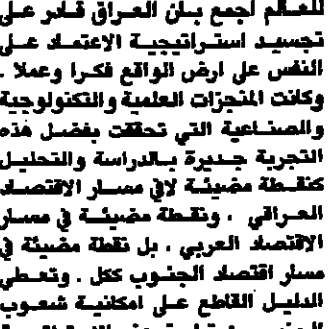 للعالم اجمع بان العراق قادر على
تجسيد استراتيجية الاعتماد على
النفس على ارض الواقع فكرا وعملا .
وكانت المنجزات العلمية والتكنولوجية
والصناعية التي تحققت بفضل هذه
التجربة جديرة بالدراسة والتحليل
كنقطة مضيئة لافي مسار الاقتصاد
العراقي ، ونقطة مضيئة في مسار
الاقتصاد العربي ، بل نقطة مضيئة في
مسار اقتصاد الجنوب ككل . وتعطي
الدليل القاطع على امكانية شعوب